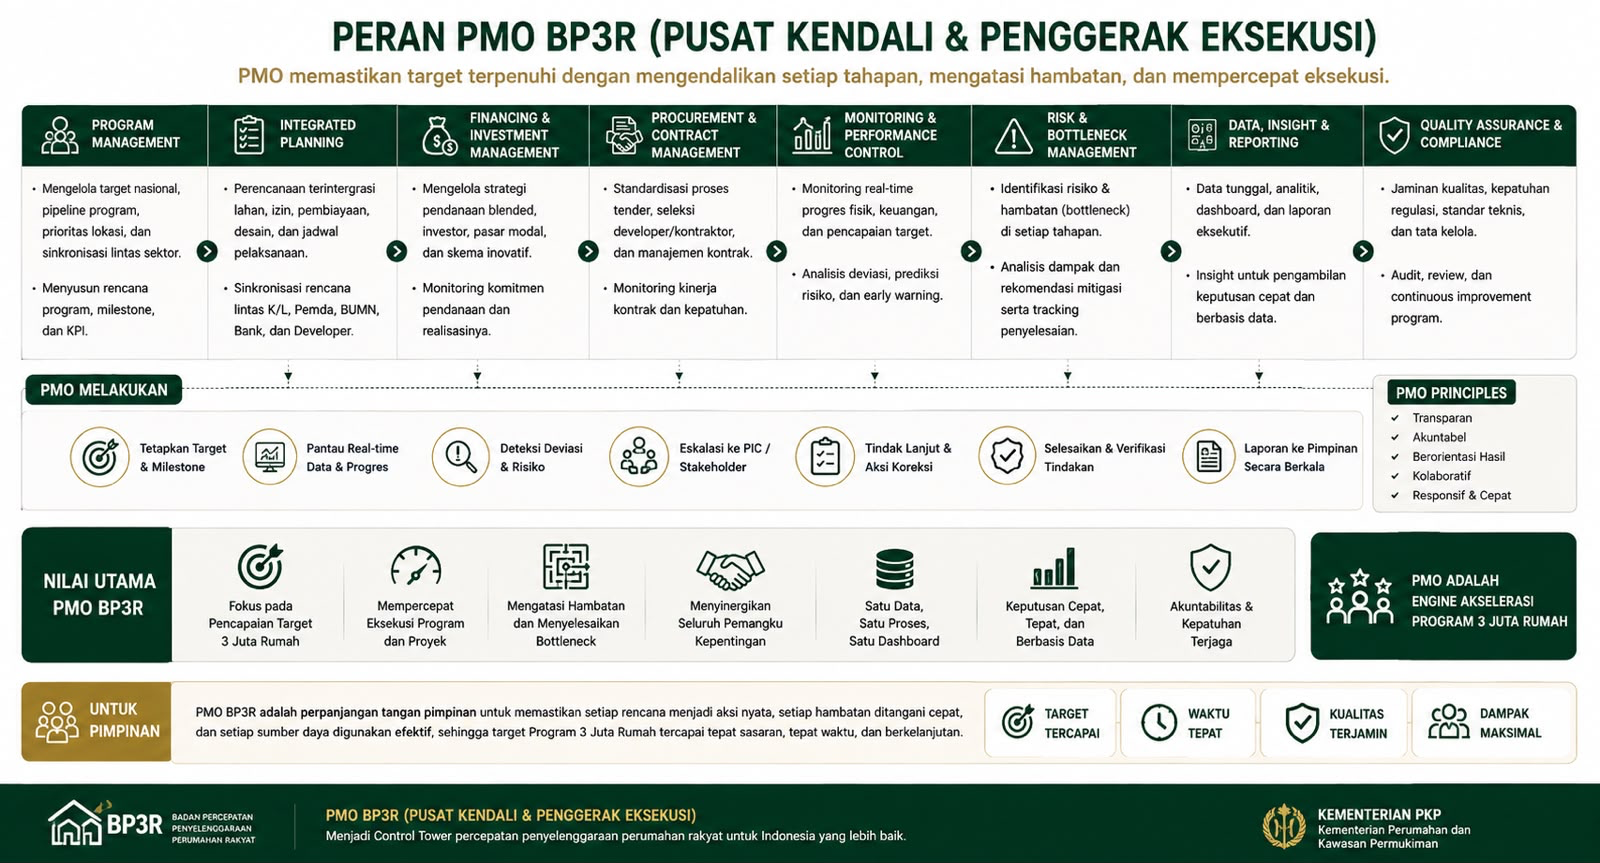 PERAN PMO BP3R (PUSAT KENDALI & PENGGERAK EKSEKUSI)
PMO memastikan target terpenuhi dengan mengendalikan setiap tahapan, mengatasi hambatan, dan mempercepat eksekusi.
PROGRAM
MANAGEMENT
• Mengelola target nasional,
pipeline program,
prioritas lokasi, dan
sinkronisasi lintas sektor.
• Menyusun rencana
program, milestone,
dan KPI.
INTEGRATED
PLANNING
• Perencanaan terintergrasi
lahan, izin, pembiayaan,
desain, dan jadwal
pelaksanaan.
• Sinkronisasi rencana
lintas K/L, Pemda, BUMN,
Bank, dan Developer.
FINANCING &
INVESTMENT
MANAGEMENT
• Mengelola strategi
pendanaan blended,
investor, pasar modal,
dan skema inovatif.
• Monitoring komitmen
pendanaan dan
realisasinya.
PROCUREMENT &
CONTRACT
MANAGEMENT
• Standardisasi proses
tender, seleksi
developer/kontraktor,
dan manajemen kontrak.
• Monitoring kinerja
kontrak dan kepatuhan.
MONITORING &
PERFORMANCE
CONTROL
• Monitoring real-time
progres fisik, keuangan,
dan pencapaian target.
• Analisis deviasi, prediksi
risiko, dan early warning.
RISK &
BOTTLENECK
MANAGEMENT
• Identifikasi risiko &
hambatan (bottleneck)
di setiap tahapan.
• Analisis dampak dan
rekomendasi mitigasi
serta tracking
penyelesaian.
DATA, INSIGHT &
REPORTING
• Data tunggal, analitik,
dashboard, dan laporan
eksekutif.
• Insight untuk pengambilan
keputusan cepat dan
berbasis data.
QUALITY ASSURANCE &
COMPLIANCE
• Jaminan kualitas, kepatuhan
regulasi, standar teknis,
dan tata kelola.
• Audit, review, dan
continuous improvement
program.
PMO MELAKUKAN
Tetapkan Target
& Milestone
Pantau Real-time
Data & Progres
Deteksi Deviasi
& Risiko
Eskalasi ke PIC /
Stakeholder
Tindak Lanjut &
Aksi Koreksi
Selesaikan & Verifikasi
Tindakan
Laporan ke Pimpinan
Secara Berkala
PMO PRINCIPLES
Transparan
Akuntabel
Berorientasi Hasil
Kolaboratif
Responsif & Cepat
NILAI UTAMA
PMO BP3R
Fokus pada
Pencapaian Target
3 Juta Rumah
Mempercepat
Eksekusi Program
dan Proyek
Mengatasi Hambatan
dan Menyelesaikan
Bottleneck
Menyinergikan
Seluruh Pemangku
Kepentingan
Satu Data,
Satu Proses,
Satu Dashboard
Keputusan Cepat,
Tepat, dan
Berbasis Data
Akuntabilitas &
Kepatuhan
Terjaga
PMO ADALAH
ENGINE AKSELERASI
PROGRAM 3 JUTA RUMAH
UNTUK
PIMPINAN
PMO BP3R adalah perpanjangan tangan pimpinan untuk memastikan setiap rencana menjadi aksi nyata, setiap hambatan ditangani cepat,
dan setiap sumber daya digunakan efektif, sehingga target Program 3 Juta Rumah tercapai tepat sasaran, tepat waktu, dan berkelanjutan.
TARGET
TERCAPAI
WAKTU
TEPAT
KUALITAS
TERJAMIN
DAMPAK
MAKSIMAL
BP3R
BADAN PERCEPATAN
PENYELENGGARAAN
PERUMAHAN RAKYAT
PMO BP3R (PUSAT KENDALI & PENGGERAK EKSEKUSI)
Menjadi Control Tower percepatan penyelenggaraan perumahan rakyat untuk Indonesia yang lebih baik.
KEMENTERIAN PKP
Kementerian Perumahan dan
Kawasan Permukiman